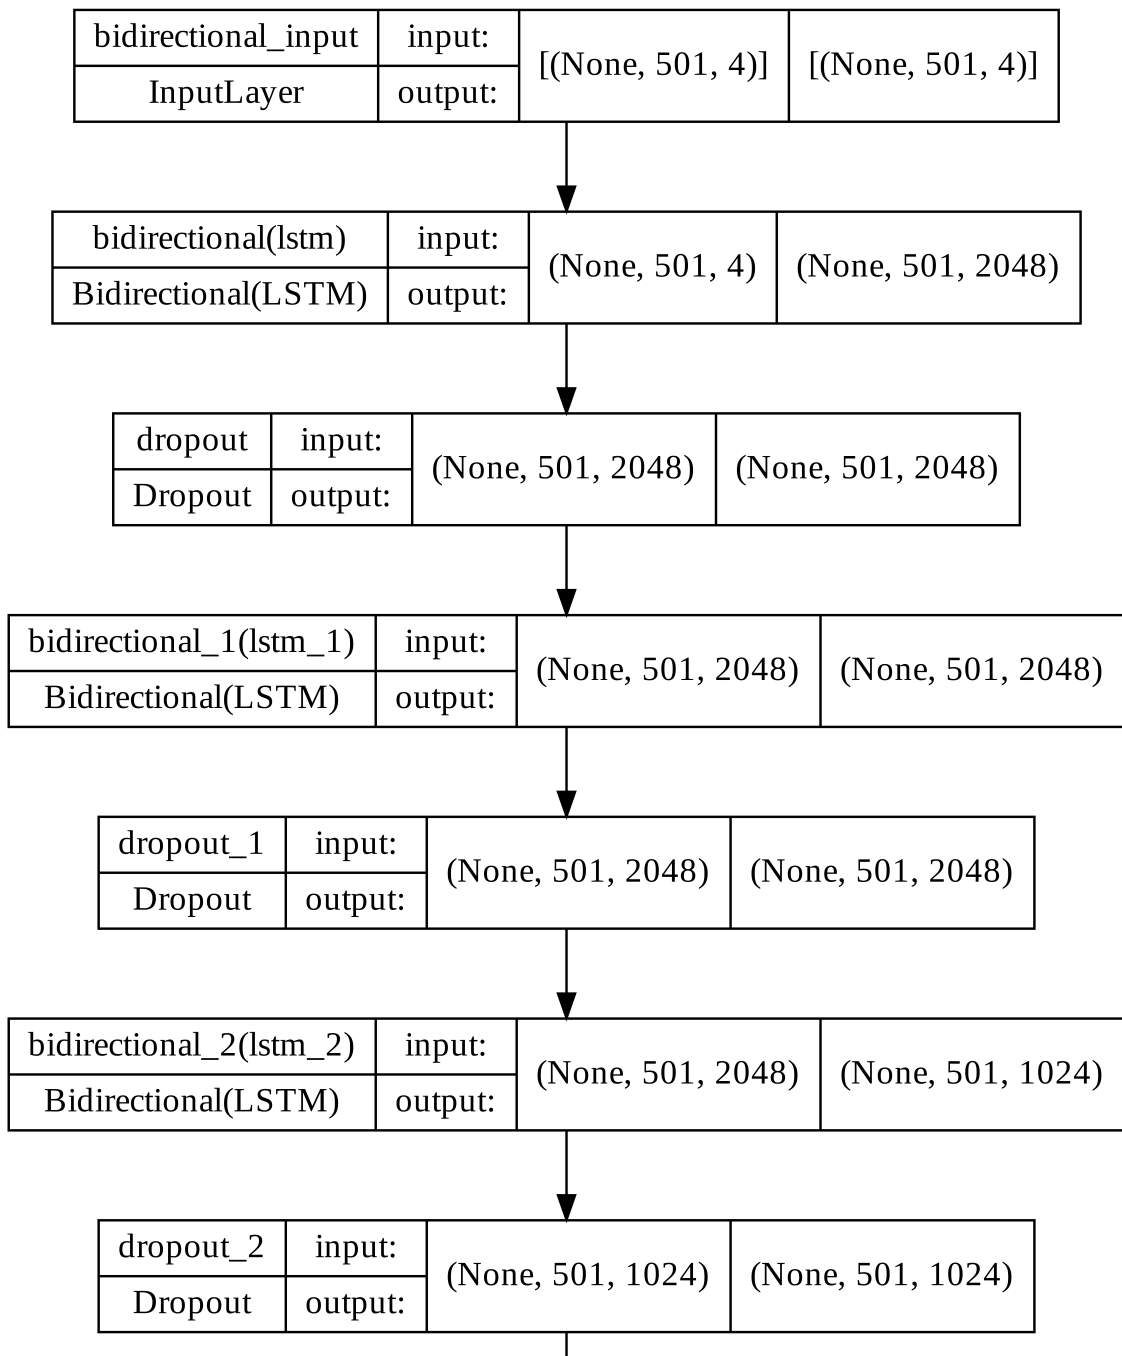 bidirectional_input input: [(None, 501, 4)] [(None, 501, 4)]
InputLayer output:
bidirectional(lstm) input: (None, 501, 4) (None, 501, 2048)
Bidirectional(LSTM) output:
dropout input: (None, 501, 2048) (None, 501, 2048)
Dropout output:
bidirectional_1(lstm_1) input: (None, 501, 2048) (None, 501, 2048)
Bidirectional(LSTM) output:
dropout_1 input: (None, 501, 2048) (None, 501, 2048)
Dropout output:
bidirectional_2(lstm_2) input: (None, 501, 2048) (None, 501, 1024)
Bidirectional(LSTM) output:
dropout_2 input: (None, 501, 1024) (None, 501, 1024)
Dropout output: